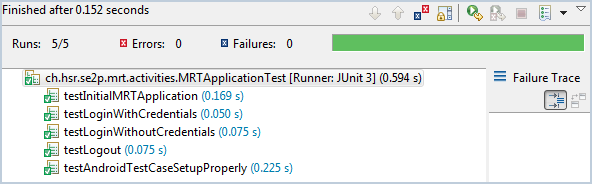 Finished after 0.152 seconds
Runs: 5/5 Errors: 0 Failures: 0
ch.hsr.se2p.mrt.activities.MRTApplicationTest [Runner: JUnit 3] (0.594 s)
Failure Trace
testInitialMRTApplication (0.169 s)
testLoginWithCredentials (0.050 s)
testLoginWithoutCredentials (0.075 s)
testLogout (0.075 s)
testAndroidTestCaseSetupProperly (0.225 s)